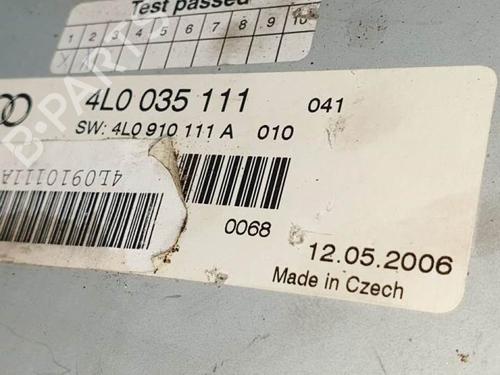 Test passed
1 2 3 4 5 6 7 8 9 10
X
4L0 035 111 041
SW: 4L0 910 111 A 010
4L0910111A
0068
12.05.2006
Made in Czech
B-PARTS